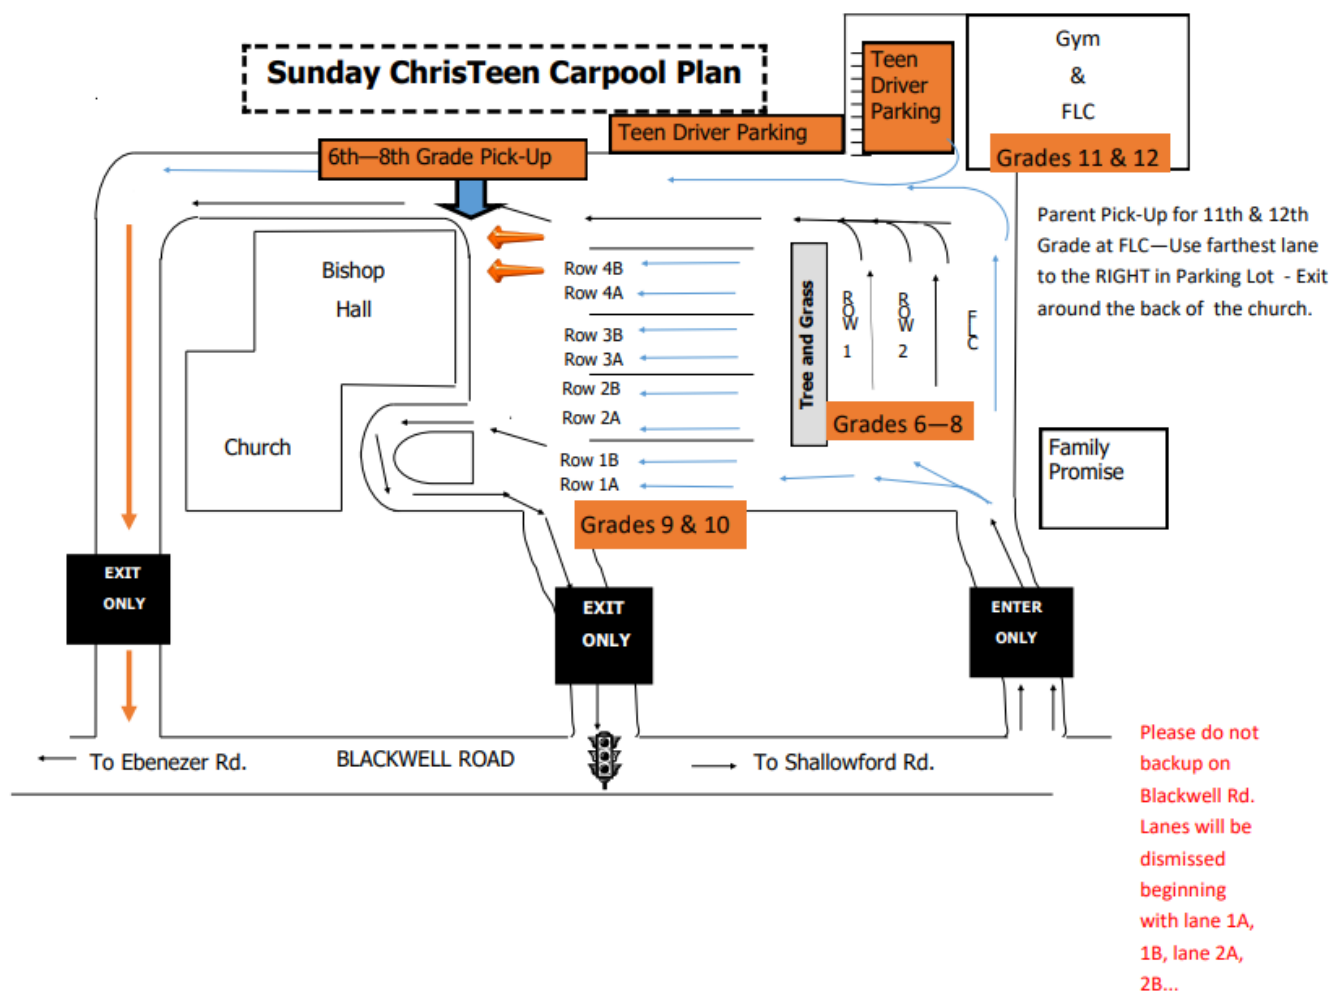 Sunday ChrisTeen Carpool Plan
Teen
Driver
Parking
Gym
&
FLC
Teen Driver Parking
6th—8th Grade Pick-Up
Grades 11 & 12
Parent Pick-Up for 11th & 12th
Grade at FLC—Use farthest lane
to the RIGHT in Parking Lot - Exit
around the back of the church.
Bishop
Hall
Row 4B
Row 4A
Row 3B
Row 3A
Row 2B
Row 2A
Row 1B
Row 1A
Tree and Grass
ROW 1
ROW 2
FLC
Grades 6—8
Church
Family
Promise
Grades 9 & 10
EXIT
ONLY
EXIT
ONLY
ENTER
ONLY
To Ebenezer Rd.
BLACKWELL ROAD
To Shallowford Rd.
Please do not
backup on
Blackwell Rd.
Lanes will be
dismissed
beginning
with lane 1A,
1B, lane 2A,
2B...